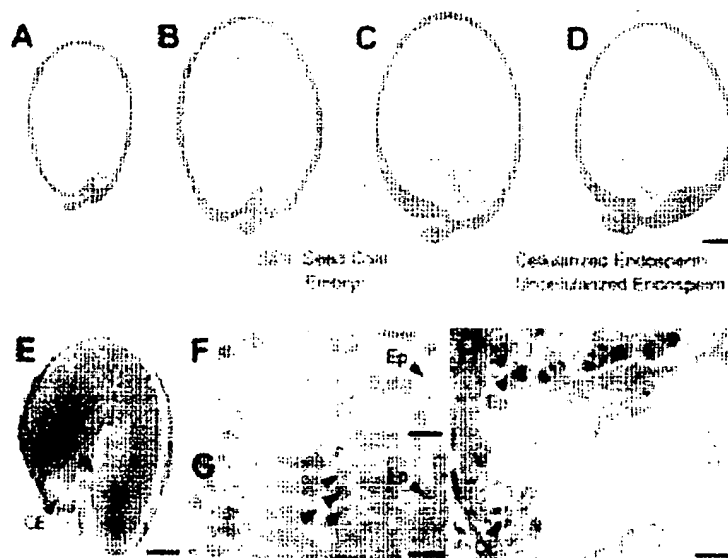 A B C D
Seed Coat
Embryo
Cellularized Endosperm
Uncellularized Endosperm
E F Ep H
Ep
G Ep
CE